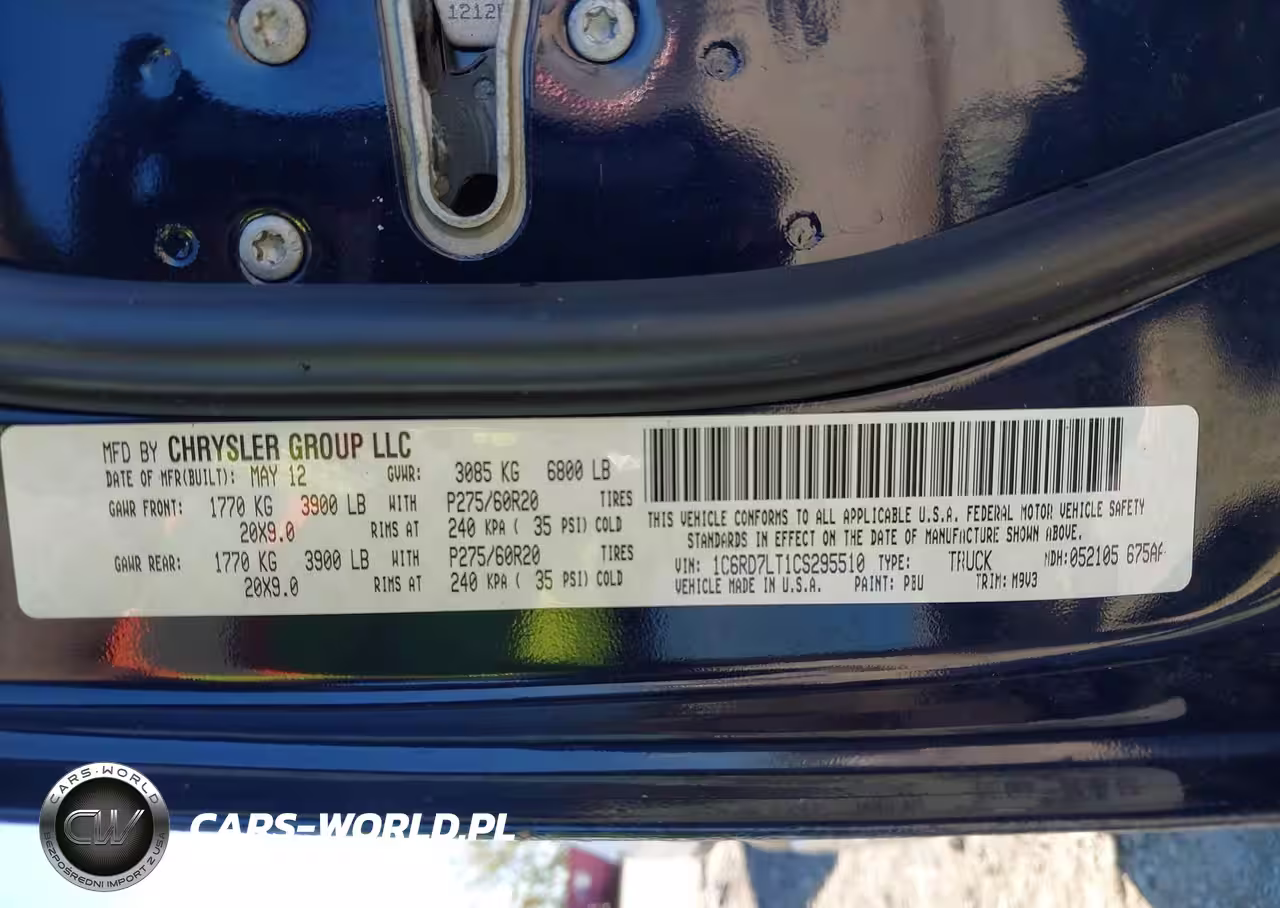 1212
MFD BY CHRYSLER GROUP LLC
DATE OF MFR(BUILT): MAY 12 GVWR: 3085 KG 6800 LB
GAWR FRONT: 1770 KG 3900 LB WITH P275/60R20 TIRES
20X9.0 RIMS AT 240 KPA ( 35 PSI) COLD
GAWR REAR: 1770 KG 3900 LB WITH P275/60R20 TIRES
20X9.0 RIMS AT 240 KPA ( 35 PSI) COLD
THIS VEHICLE CONFORMS TO ALL APPLICABLE U.S.A. FEDERAL MOTOR VEHICLE SAFETY
STANDARDS IN EFFECT ON THE DATE OF MANUFACTURE SHOWN ABOVE.
VIN: 1C6RD7LT1CS295510 TYPE: TRUCK MDH:052105 675AA
VEHICLE MADE IN U.S.A. PAINT: PBU TRIM: M9V3
CARS-WORLD
CW
BEZPOŚREDNI IMPORT Z USA
CARS-WORLD.PL